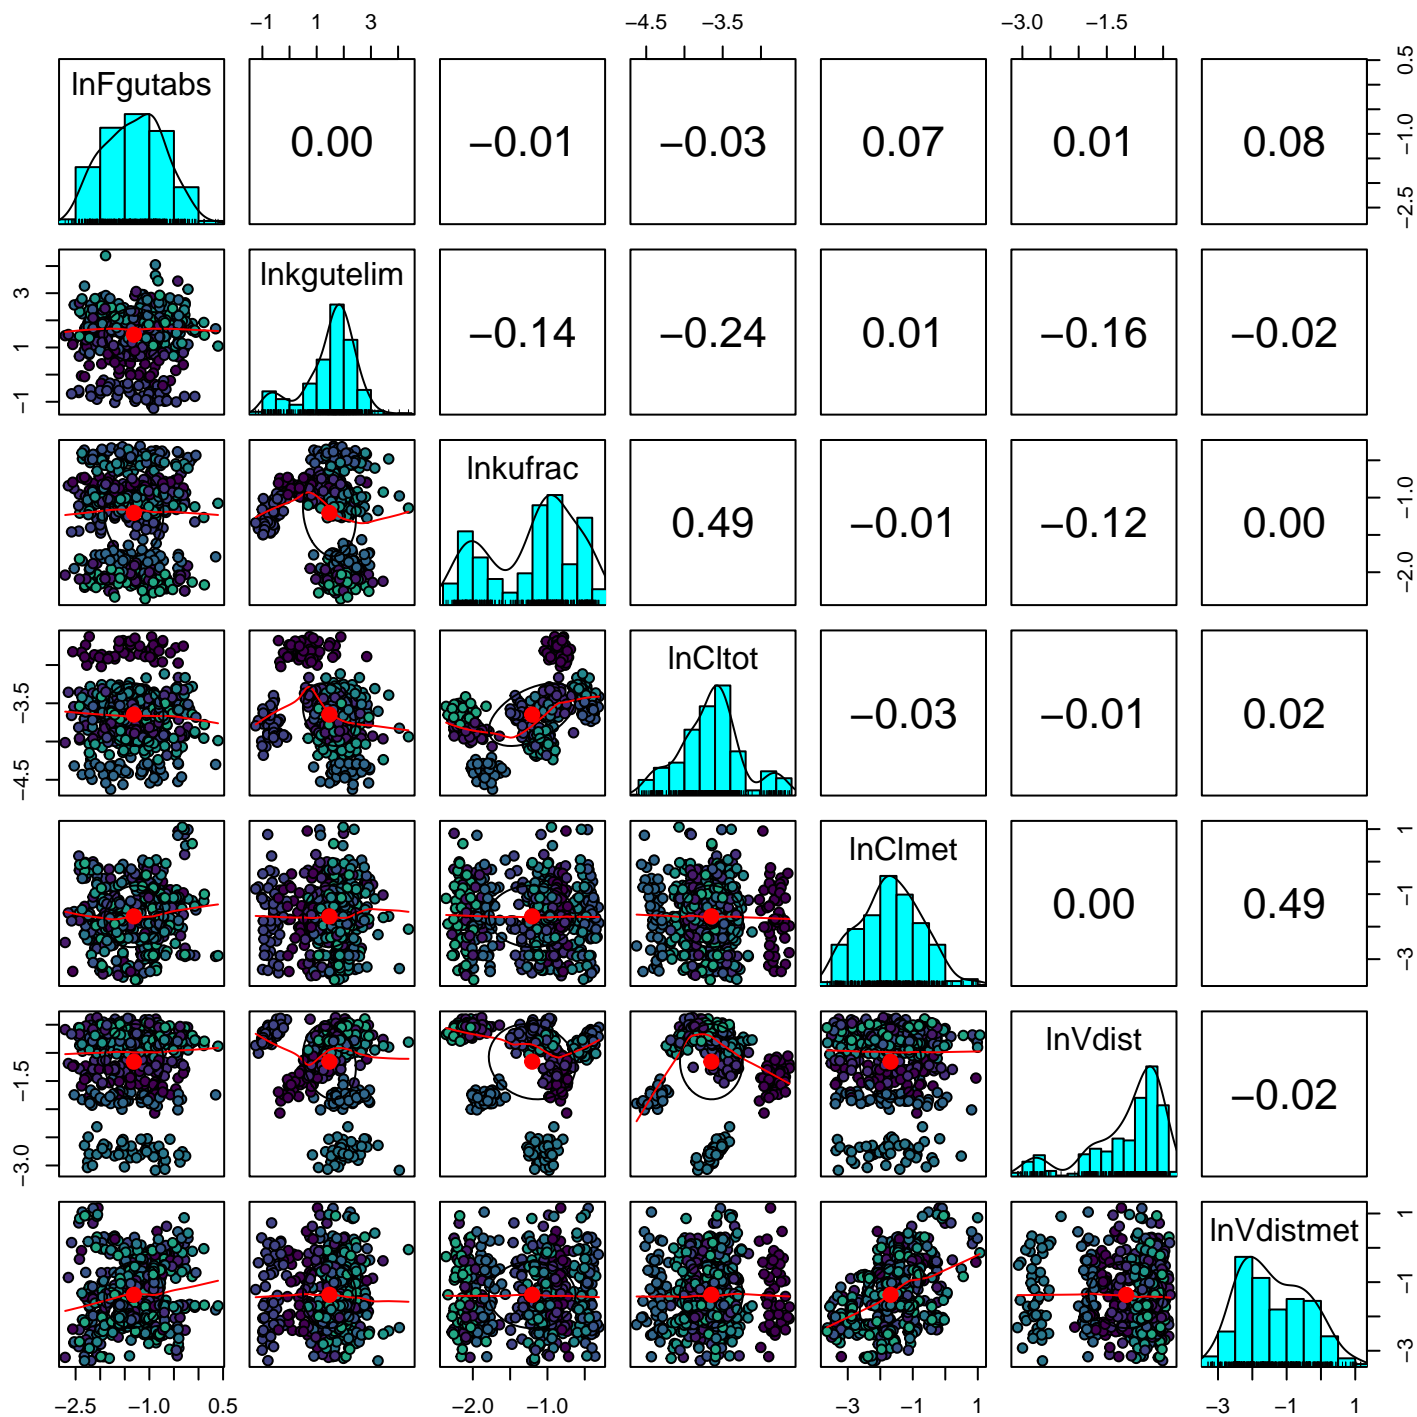 −1 1 3 −4.5 −3.5 −3.0 −1.5
lnFgutabs 0.00 −0.01 −0.03 0.07 0.01 0.08 −2.5 −1.0 0.5
−1 1 3 lnkgutelim −0.14 −0.24 0.01 −0.16 −0.02
lnkufrac 0.49 −0.01 −0.12 0.00 −2.0 −1.0
−4.5 −3.5 lnCltot −0.03 −0.01 0.02
lnClmet 0.00 0.49 −3 −1 1
−3.0 −1.5 lnVdist −0.02
lnVdistmet −3 −1 1
−2.5 −1.0 0.5 −2.0 −1.0 −3 −1 1 −3 −1 1